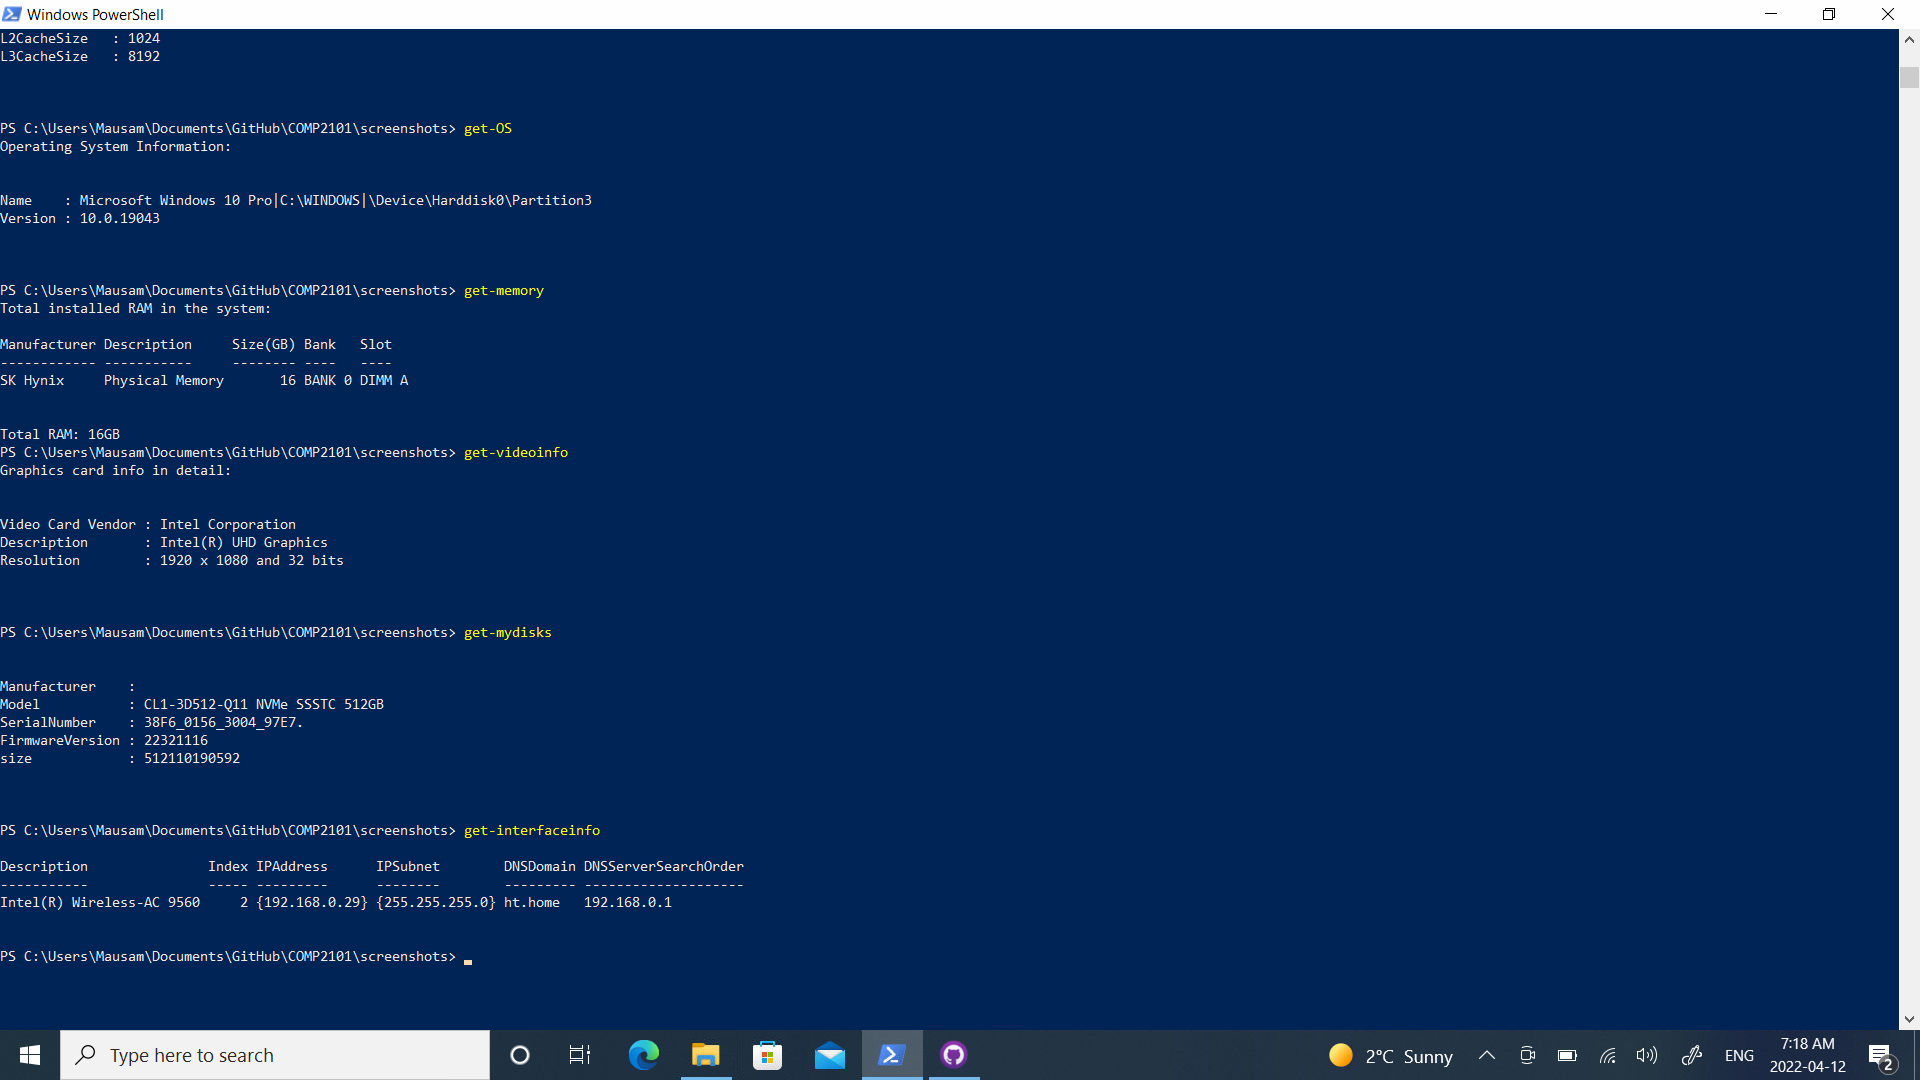 Windows PowerShell
L2CacheSize   : 1024
L3CacheSize   : 8192
PS C:\Users\Mausam\Documents\GitHub\COMP2101\screenshots> get-OS
Operating System Information:
Name    : Microsoft Windows 10 Pro|C:\WINDOWS|\Device\Harddisk0\Partition3
Version : 10.0.19043
PS C:\Users\Mausam\Documents\GitHub\COMP2101\screenshots> get-memory
Total installed RAM in the system:
Manufacturer Description     Size(GB) Bank   Slot
------------ -----------     -------- ----   ----
SK Hynix     Physical Memory       16 BANK 0 DIMM A
Total RAM: 16GB
PS C:\Users\Mausam\Documents\GitHub\COMP2101\screenshots> get-videoinfo
Graphics card info in detail:
Video Card Vendor : Intel Corporation
Description       : Intel(R) UHD Graphics
Resolution        : 1920 x 1080 and 32 bits
PS C:\Users\Mausam\Documents\GitHub\COMP2101\screenshots> get-mydisks
Manufacturer    :
Model           : CL1-3D512-Q11 NVMe SSSTC 512GB
SerialNumber    : 38F6_0156_3004_97E7.
FirmwareVersion : 22321116
size            : 512110190592
PS C:\Users\Mausam\Documents\GitHub\COMP2101\screenshots> get-interfaceinfo
Description               Index IPAddress      IPSubnet        DNSDomain DNSServerSearchOrder
-----------               ----- ---------      --------        --------- --------------------
Intel(R) Wireless-AC 9560     2 {192.168.0.29} {255.255.255.0} ht.home   192.168.0.1
PS C:\Users\Mausam\Documents\GitHub\COMP2101\screenshots>
Type here to search
2°C Sunny
ENG
7:18 AM
2022-04-12
2